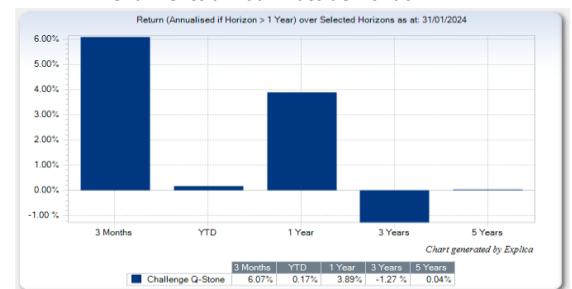 Return (Annualised if Horizon > 1 Year) over Selected Horizons as at: 31/01/2024
6.00%
5.00%
4.00%
3.00%
2.00%
1.00%
0.00%
-1.00 %
3 Months YTD 1 Year 3 Years 5 Years
Chart generated by Explica
3 Months YTD 1 Year 3 Years 5 Years
Challenge Q-Stone 6.07% 0.17% 3.89% -1.27 % 0.04%